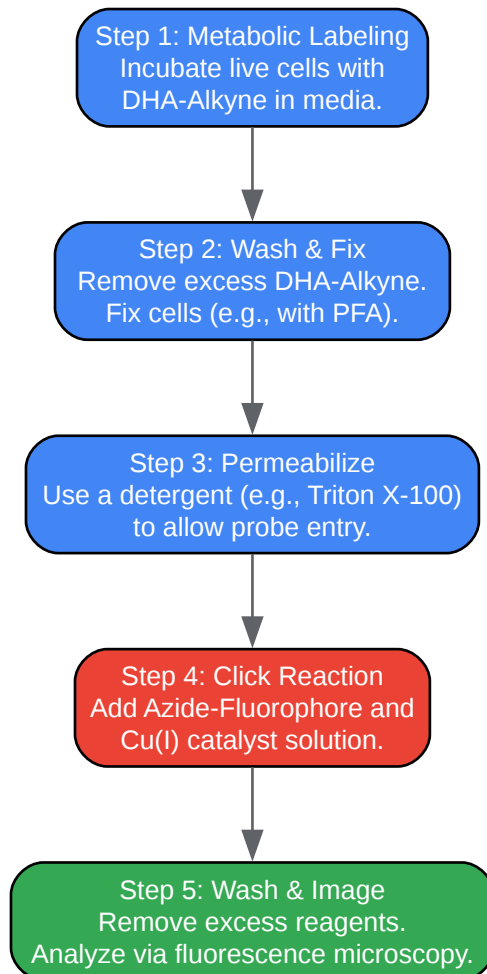 Step 1: Metabolic Labeling
Incubate live cells with
DHA-Alkyne in media.
Step 2: Wash & Fix
Remove excess DHA-Alkyne.
Fix cells (e.g., with PFA).
Step 3: Permeabilize
Use a detergent (e.g., Triton X-100)
to allow probe entry.
Step 4: Click Reaction
Add Azide-Fluorophore and
Cu(I) catalyst solution.
Step 5: Wash & Image
Remove excess reagents.
Analyze via fluorescence microscopy.